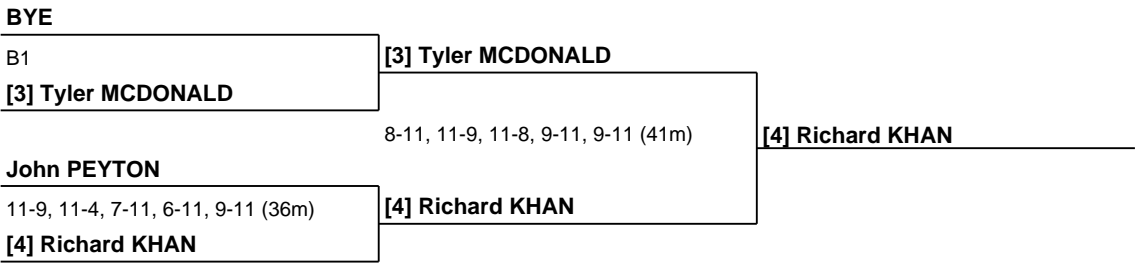 BYE
B1
[3] Tyler MCDONALD
[3] Tyler MCDONALD
8-11, 11-9, 11-8, 9-11, 9-11 (41m)
[4] Richard KHAN
John PEYTON
11-9, 11-4, 7-11, 6-11, 9-11 (36m)
[4] Richard KHAN
[4] Richard KHAN